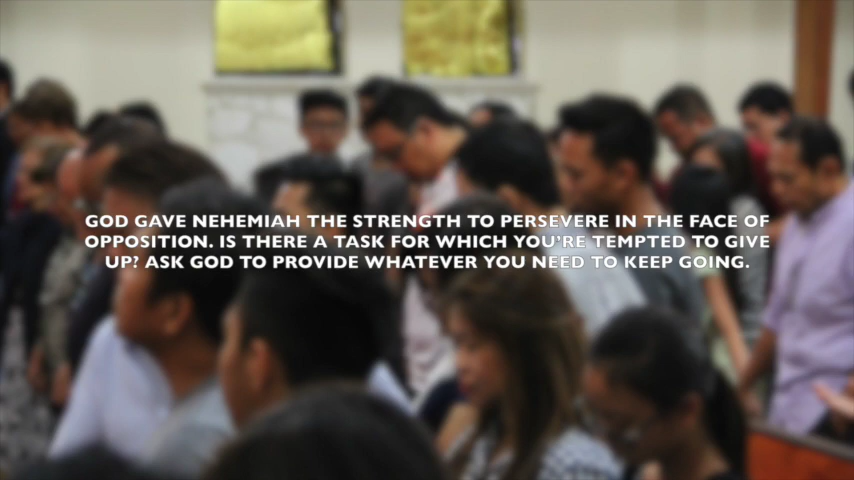 GOD GAVE NEHEMIAH THE STRENGTH TO PERSEVERE IN THE FACE OF
OPPOSITION. IS THERE A TASK FOR WHICH YOU'RE TEMPTED TO GIVE
UP? ASK GOD TO PROVIDE WHATEVER YOU NEED TO KEEP GOING.